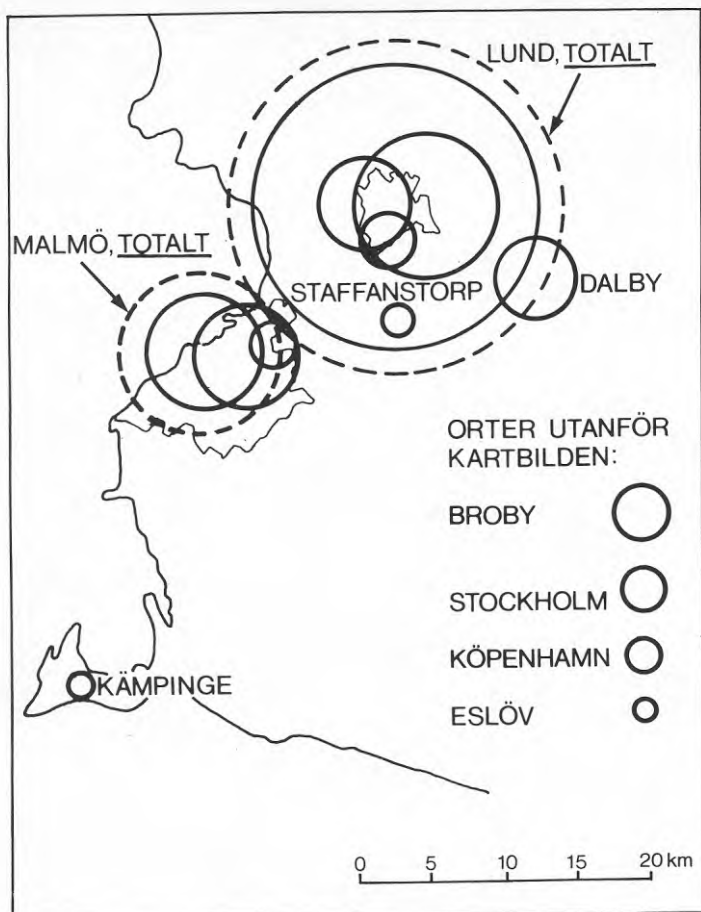 LUND, TOTALT
MALMÖ, TOTALT
STAFFANSTORP
DALBY
ORTER UTANFÖR
KARTBILDEN:
BROBY
STOCKHOLM
KÖPENHAMN
KÄMPINGE
ESLÖV
0 5 10 15 20 km